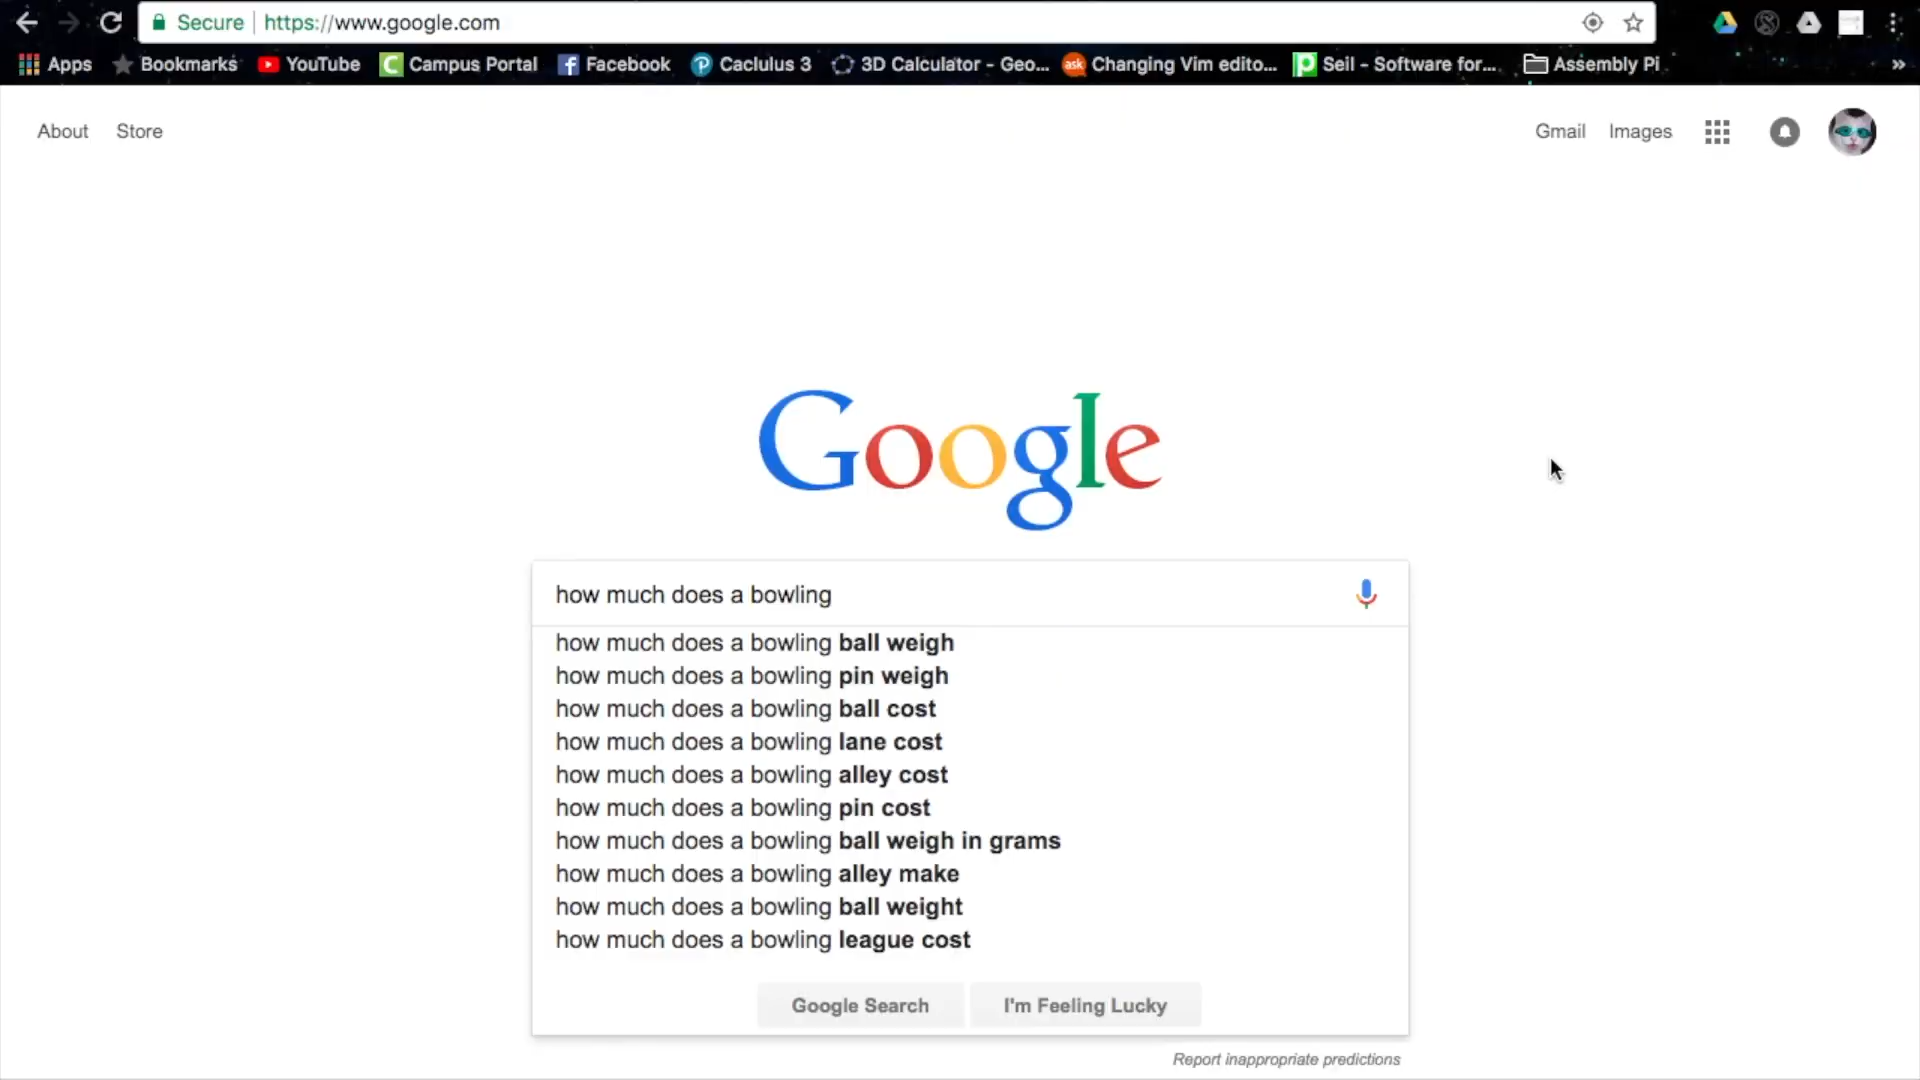 Secure https://www.google.com
Apps Bookmarks YouTube Campus Portal Facebook Caclulus 3 3D Calculator - Geo... Changing Vim edito... Seil - Software for... Assembly Pi »
About Store Gmail Images
Google
how much does a bowling
how much does a bowling ball weigh
how much does a bowling pin weigh
how much does a bowling ball cost
how much does a bowling lane cost
how much does a bowling alley cost
how much does a bowling pin cost
how much does a bowling ball weigh in grams
how much does a bowling alley make
how much does a bowling ball weight
how much does a bowling league cost
Google Search I'm Feeling Lucky
Report inappropriate predictions